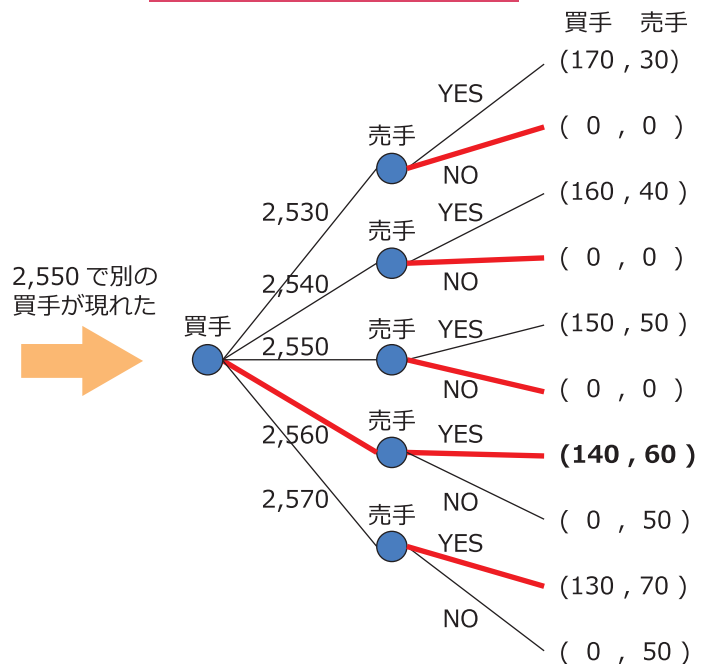 買手 売手
(170 , 30)
YES
売手
( 0 , 0 )
NO
2,530
(160 , 40)
YES
売手
( 0 , 0 )
NO
2,540
2,550 で別の
買手が現れた
買手
2,550
(150 , 50)
YES
売手
( 0 , 0 )
NO
2,560
売手
YES
(140 , 60 )
NO
( 0 , 50 )
2,570
売手
YES
(130 , 70)
NO
( 0 , 50 )